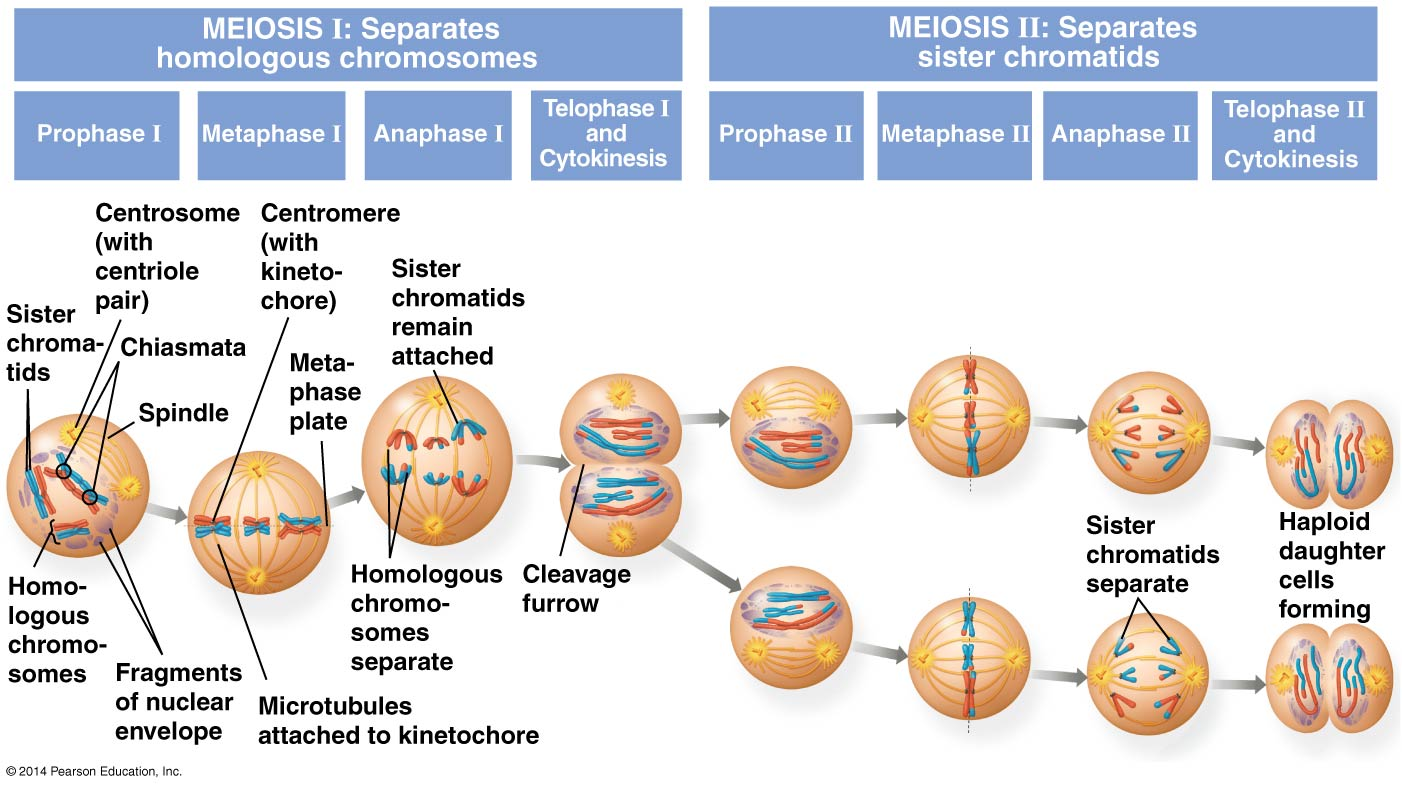 MEIOSIS I: Separates
homologous chromosomes
MEIOSIS II: Separates
sister chromatids
Prophase I
Metaphase I
Anaphase I
Telophase I
and
Cytokinesis
Prophase II
Metaphase II
Anaphase II
Telophase II
and
Cytokinesis
Centrosome
(with
centriole
pair)
Centromere
(with
kineto-
chore)
Sister
chromatids
remain
attached
Sister
chroma-
tids
Chiasmata
Spindle
Meta-
phase
plate
Homo-
logous
chromo-
somes
Fragments
of nuclear
envelope
Microtubules
attached to kinetochore
Homologous
chromo-
somes
separate
Cleavage
furrow
Sister
chromatids
separate
Haploid
daughter
cells
forming
© 2014 Pearson Education, Inc.